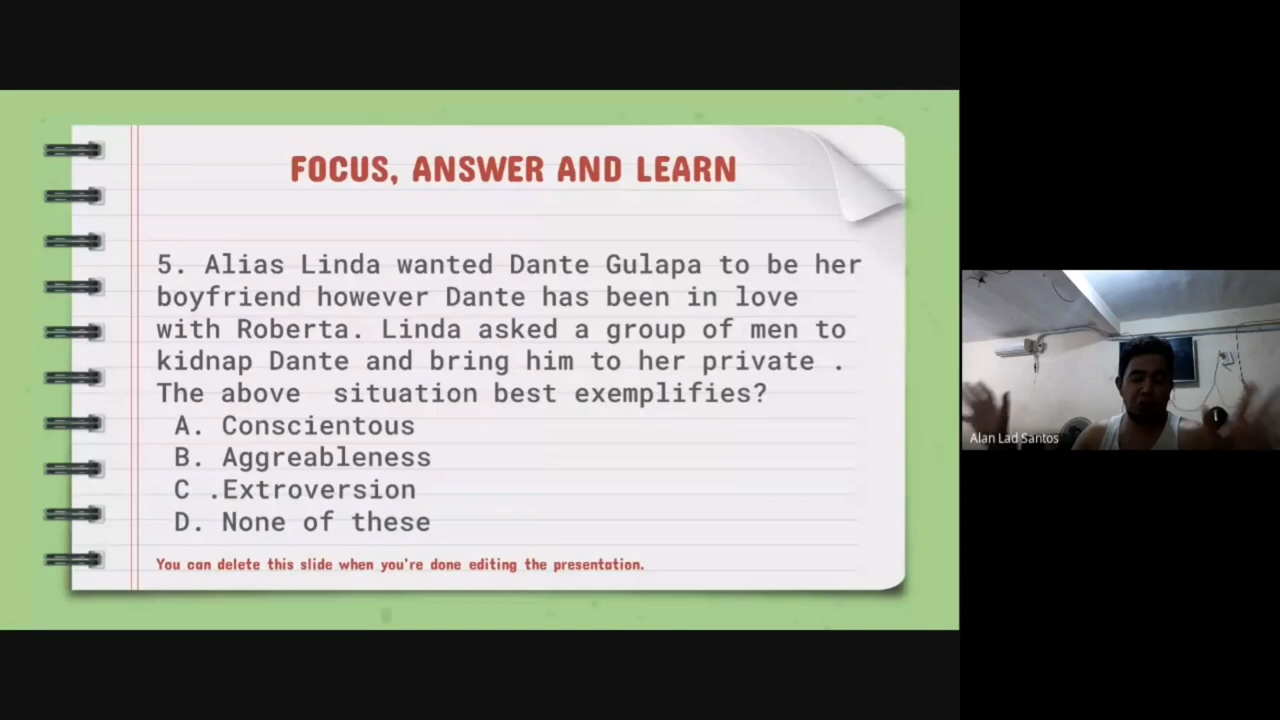 FOCUS, ANSWER AND LEARN
5. Alias Linda wanted Dante Gulapa to be her
boyfriend however Dante has been in love
with Roberta. Linda asked a group of men to
kidnap Dante and bring him to her private .
The above situation best exemplifies?
A. Conscientous
B. Aggreableness
C .Extroversion
D. None of these
You can delete this slide when you're done editing the presentation.
Alan Lad Santos